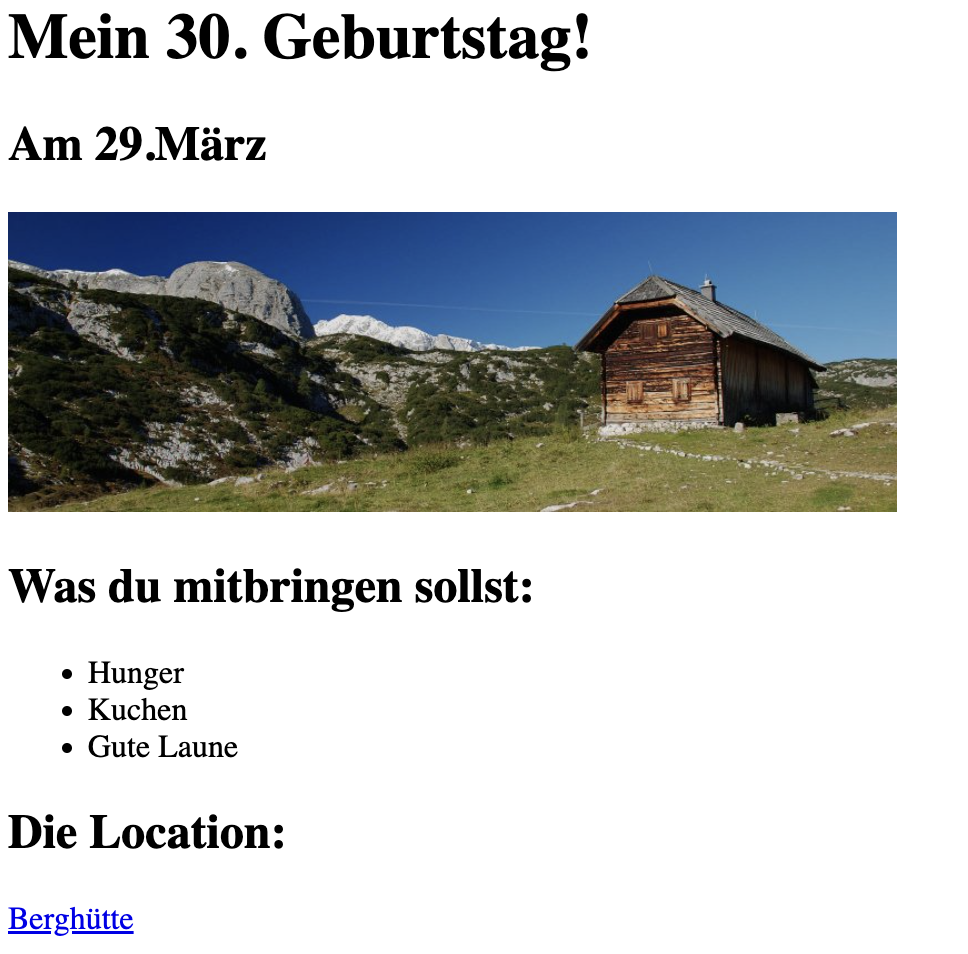 Mein 30. Geburtstag!
Am 29.März
Was du mitbringen sollst:
• Hunger
• Kuchen
• Gute Laune
Die Location:
Berghütte